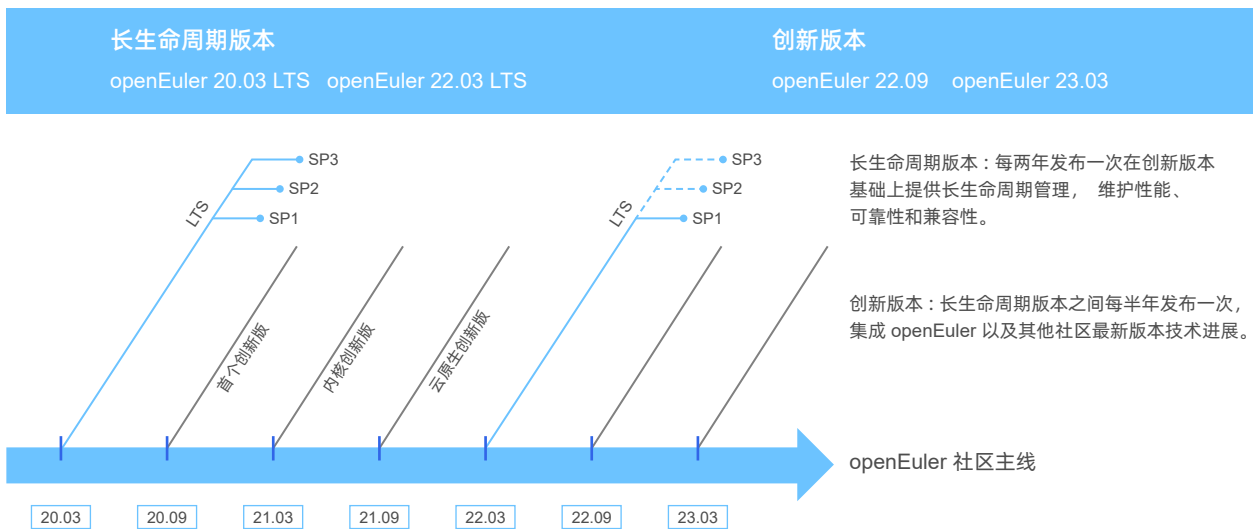 长生命周期版本
openEuler 20.03 LTS openEuler 22.03 LTS
创新版本
openEuler 22.09 openEuler 23.03
SP3
SP2
SP1
LTS
首个创新版
内核创新版
云原生创新版
SP3
SP2
SP1
LTS
长生命周期版本：每两年发布一次在创新版本
基础上提供长生命周期管理， 维护性能、
可靠性和兼容性。
创新版本：长生命周期版本之间每半年发布一次，
集成 openEuler 以及其他社区最新版本技术进展。
openEuler 社区主线
20.03
20.09
21.03
21.09
22.03
22.09
23.03